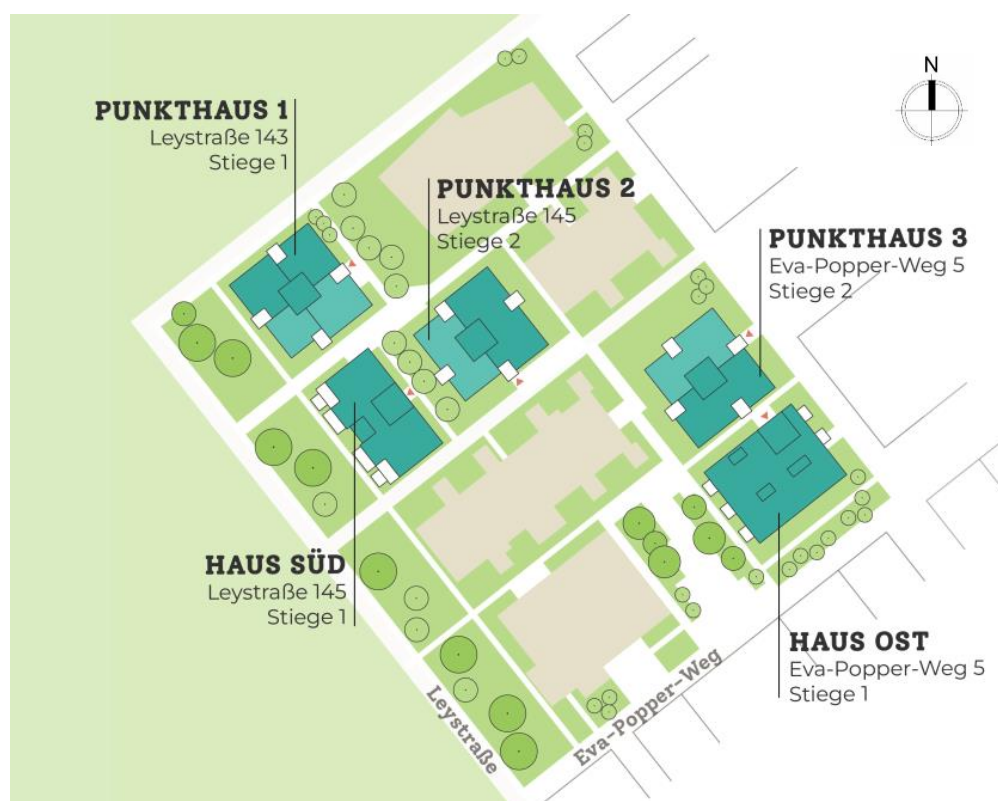 N
PUNKTHAUS 1
Leystraße 143
Stiege 1
PUNKTHAUS 2
Leystraße 145
Stiege 2
PUNKTHAUS 3
Eva-Popper-Weg 5
Stiege 2
HAUS SÜD
Leystraße 145
Stiege 1
HAUS OST
Eva-Popper-Weg 5
Stiege 1
Leystraße
Eva-Popper-Weg